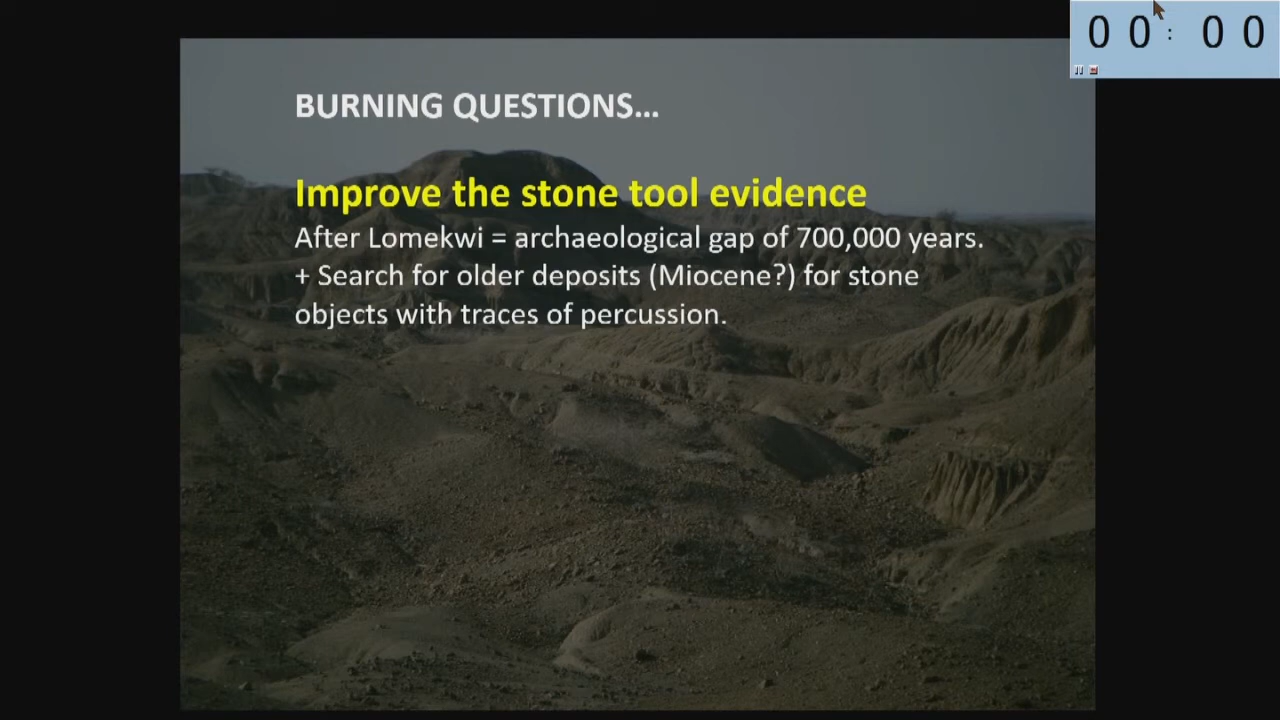 00:00
BURNING QUESTIONS…
Improve the stone tool evidence
After Lomekwi = archaeological gap of 700,000 years.
+ Search for older deposits (Miocene?) for stone
objects with traces of percussion.